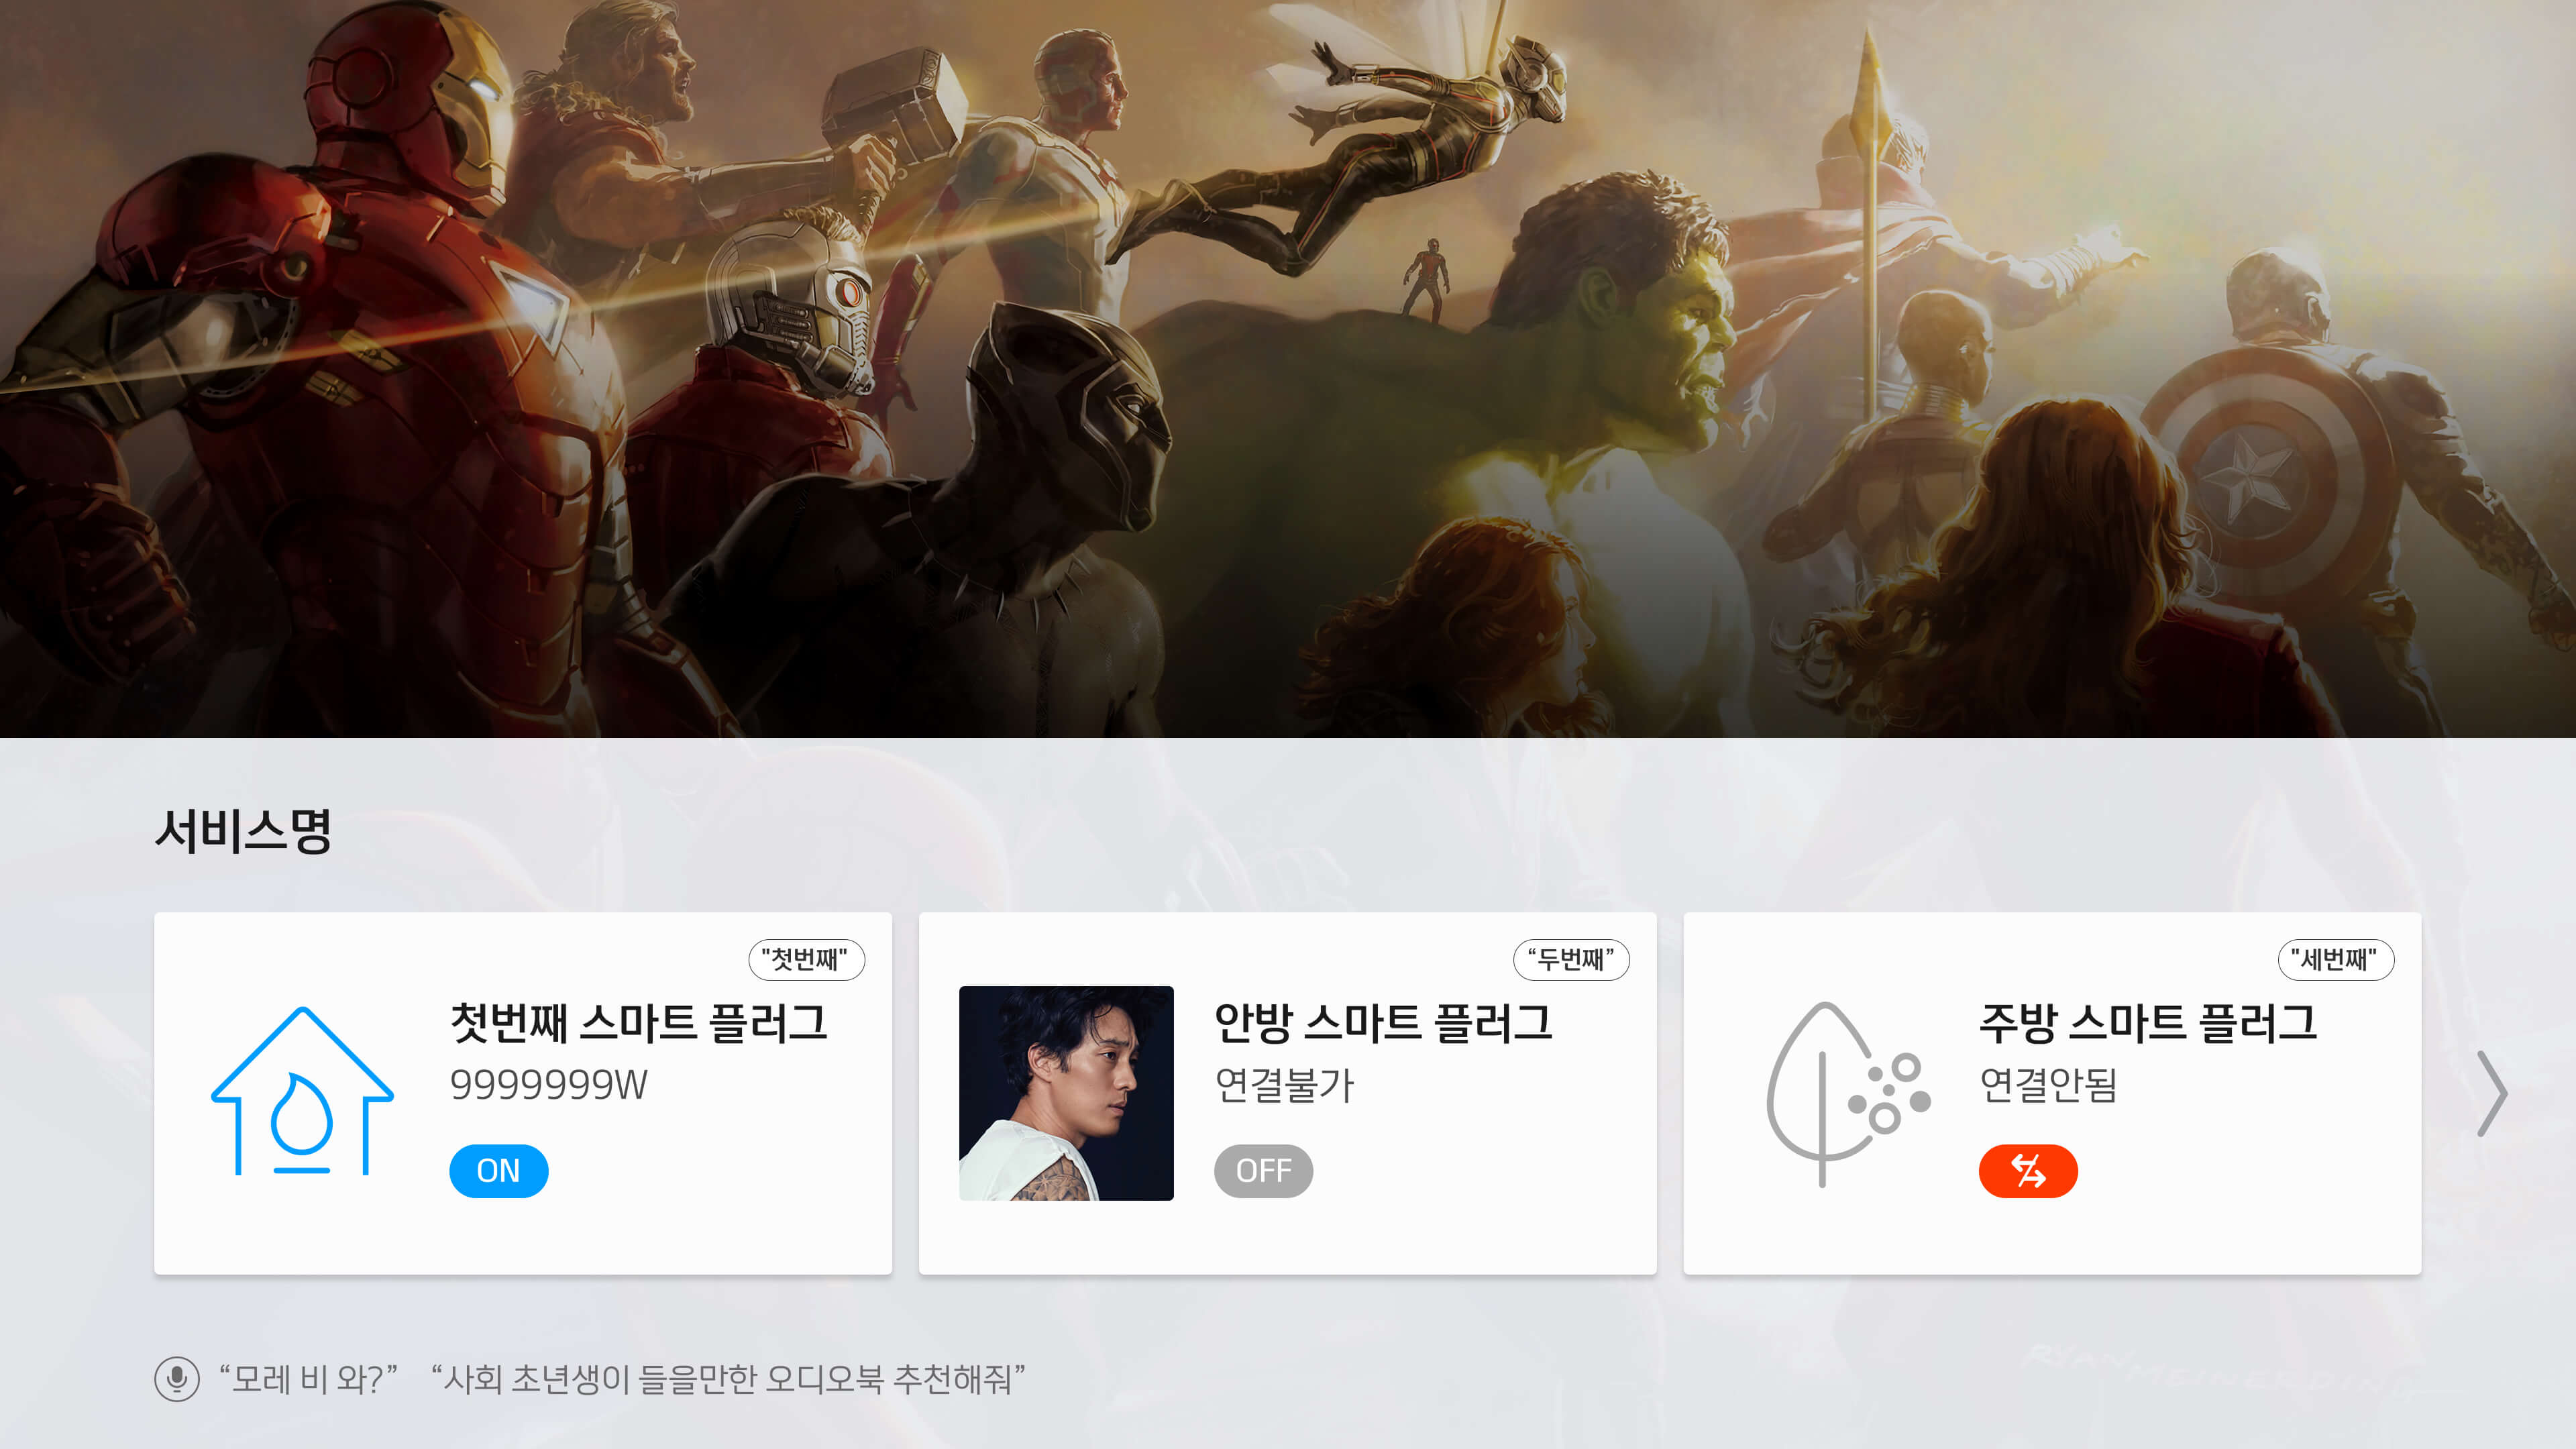 서비스명
"첫번째"
첫번째 스마트 플러그
9999999W
ON
“두번째”
안방 스마트 플러그
연결불가
OFF
"세번째"
주방 스마트 플러그
연결안됨
“모레 비 와?” “사회 초년생이 들을만한 오디오북 추천해줘”
RYAN MEINERDING